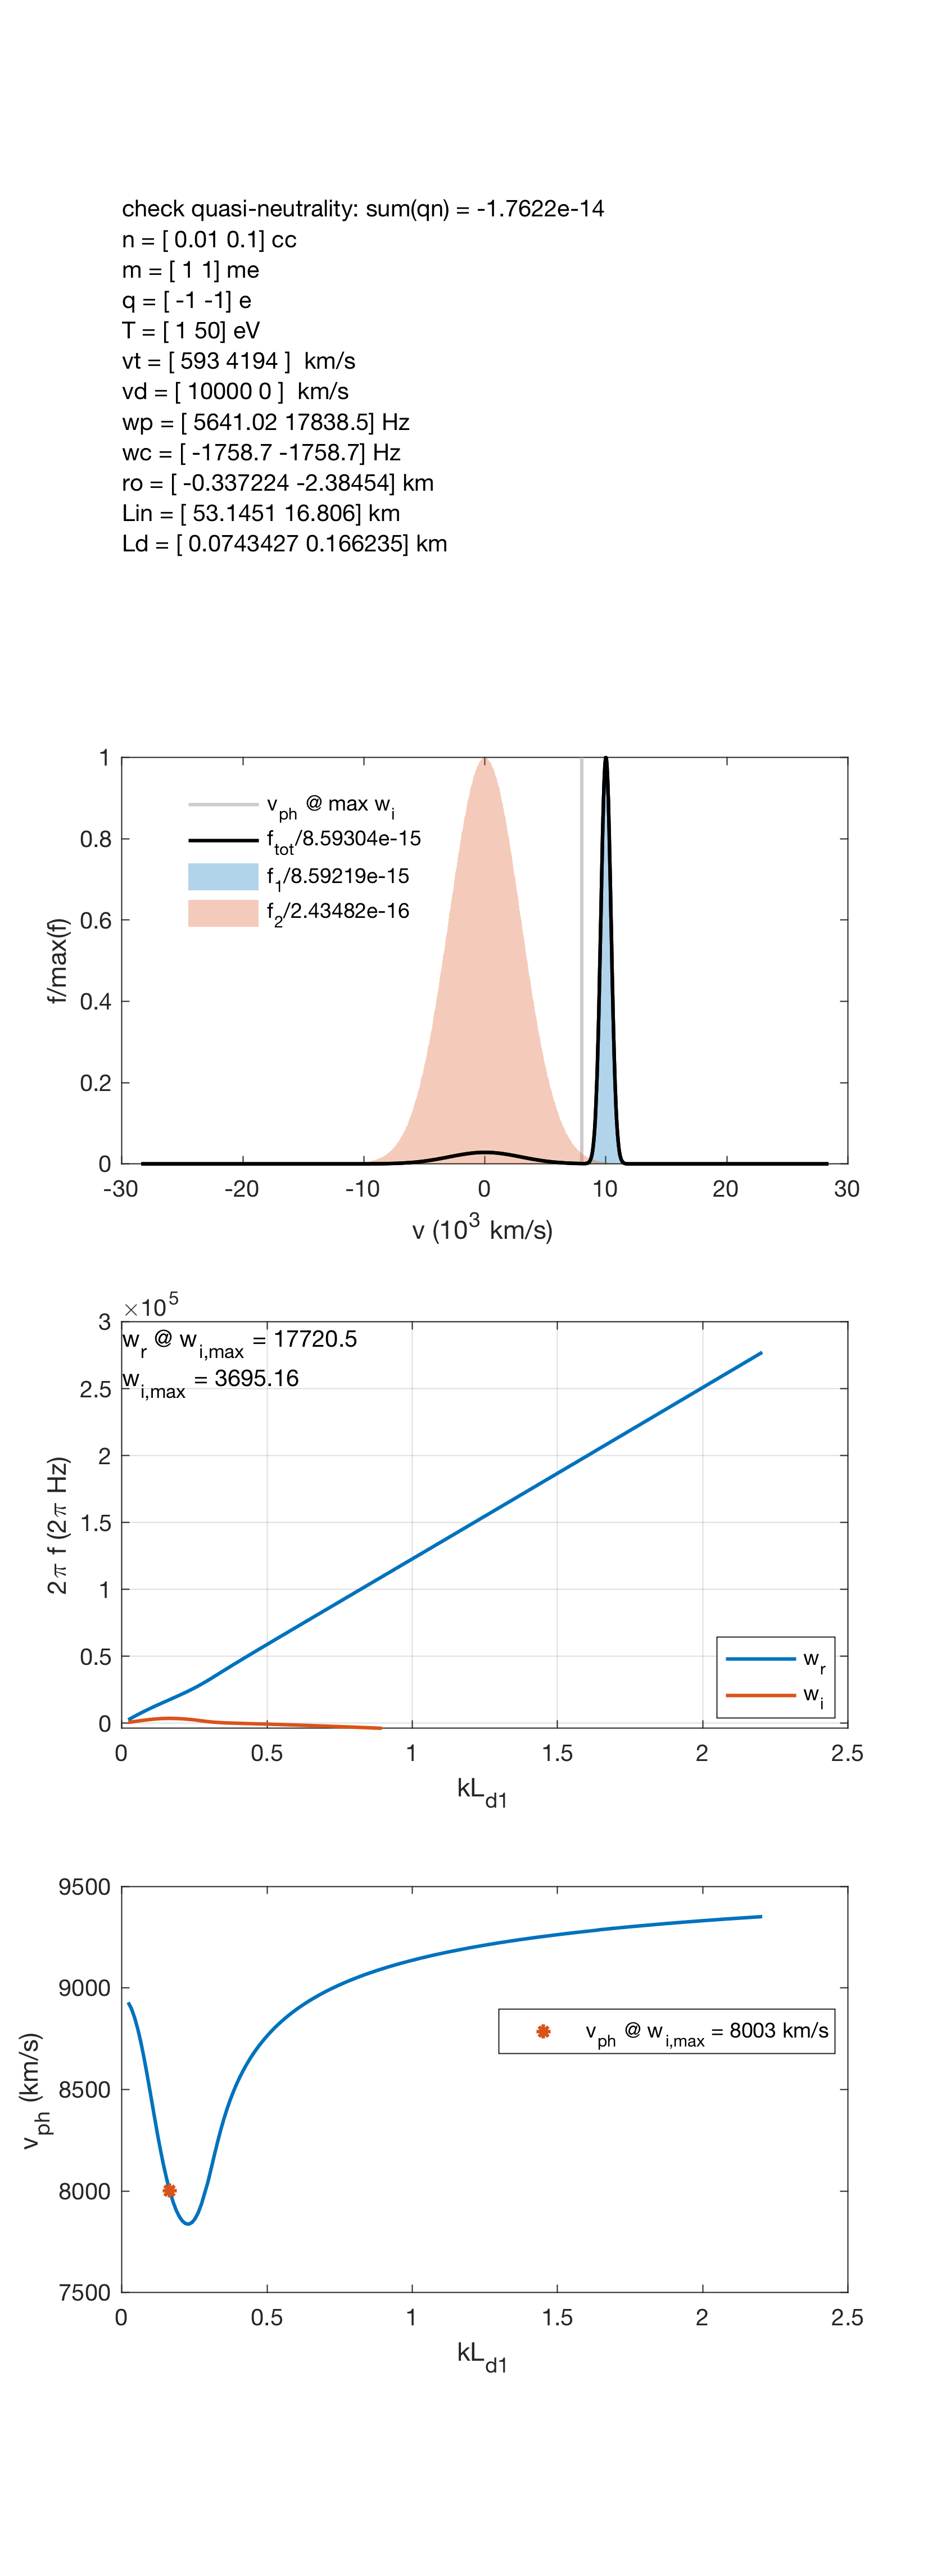 check quasi-neutrality: sum(qn) = -1.7622e-14
n = [ 0.01 0.1] cc
m = [ 1 1] me
q = [ -1 -1] e
T = [ 1 50] eV
vt = [ 593 4194 ]  km/s
vd = [ 10000 0 ]  km/s
wp = [ 5641.02 17838.5] Hz
wc = [ -1758.7 -1758.7] Hz
ro = [ -0.337224 -2.38454] km
Lin = [ 53.1451 16.806] km
Ld = [ 0.0743427 0.166235] km
f/max(f)
1
0.8
0.6
0.4
0.2
0
v_ph @ max w_i
f_tot/8.59304e-15
f_1/8.59219e-15
f_2/2.43482e-16
-30 -20 -10 0 10 20 30
v (10^3 km/s)
×10^5
2π f (2π Hz)
3
2.5
2
1.5
1
0.5
0
w_r @ w_i,max = 17720.5
w_i,max = 3695.16
w_r
w_i
0 0.5 1 1.5 2 2.5
kL_d1
v_ph (km/s)
9500
9000
8500
8000
7500
v_ph @ w_i,max = 8003 km/s
0 0.5 1 1.5 2 2.5
kL_d1